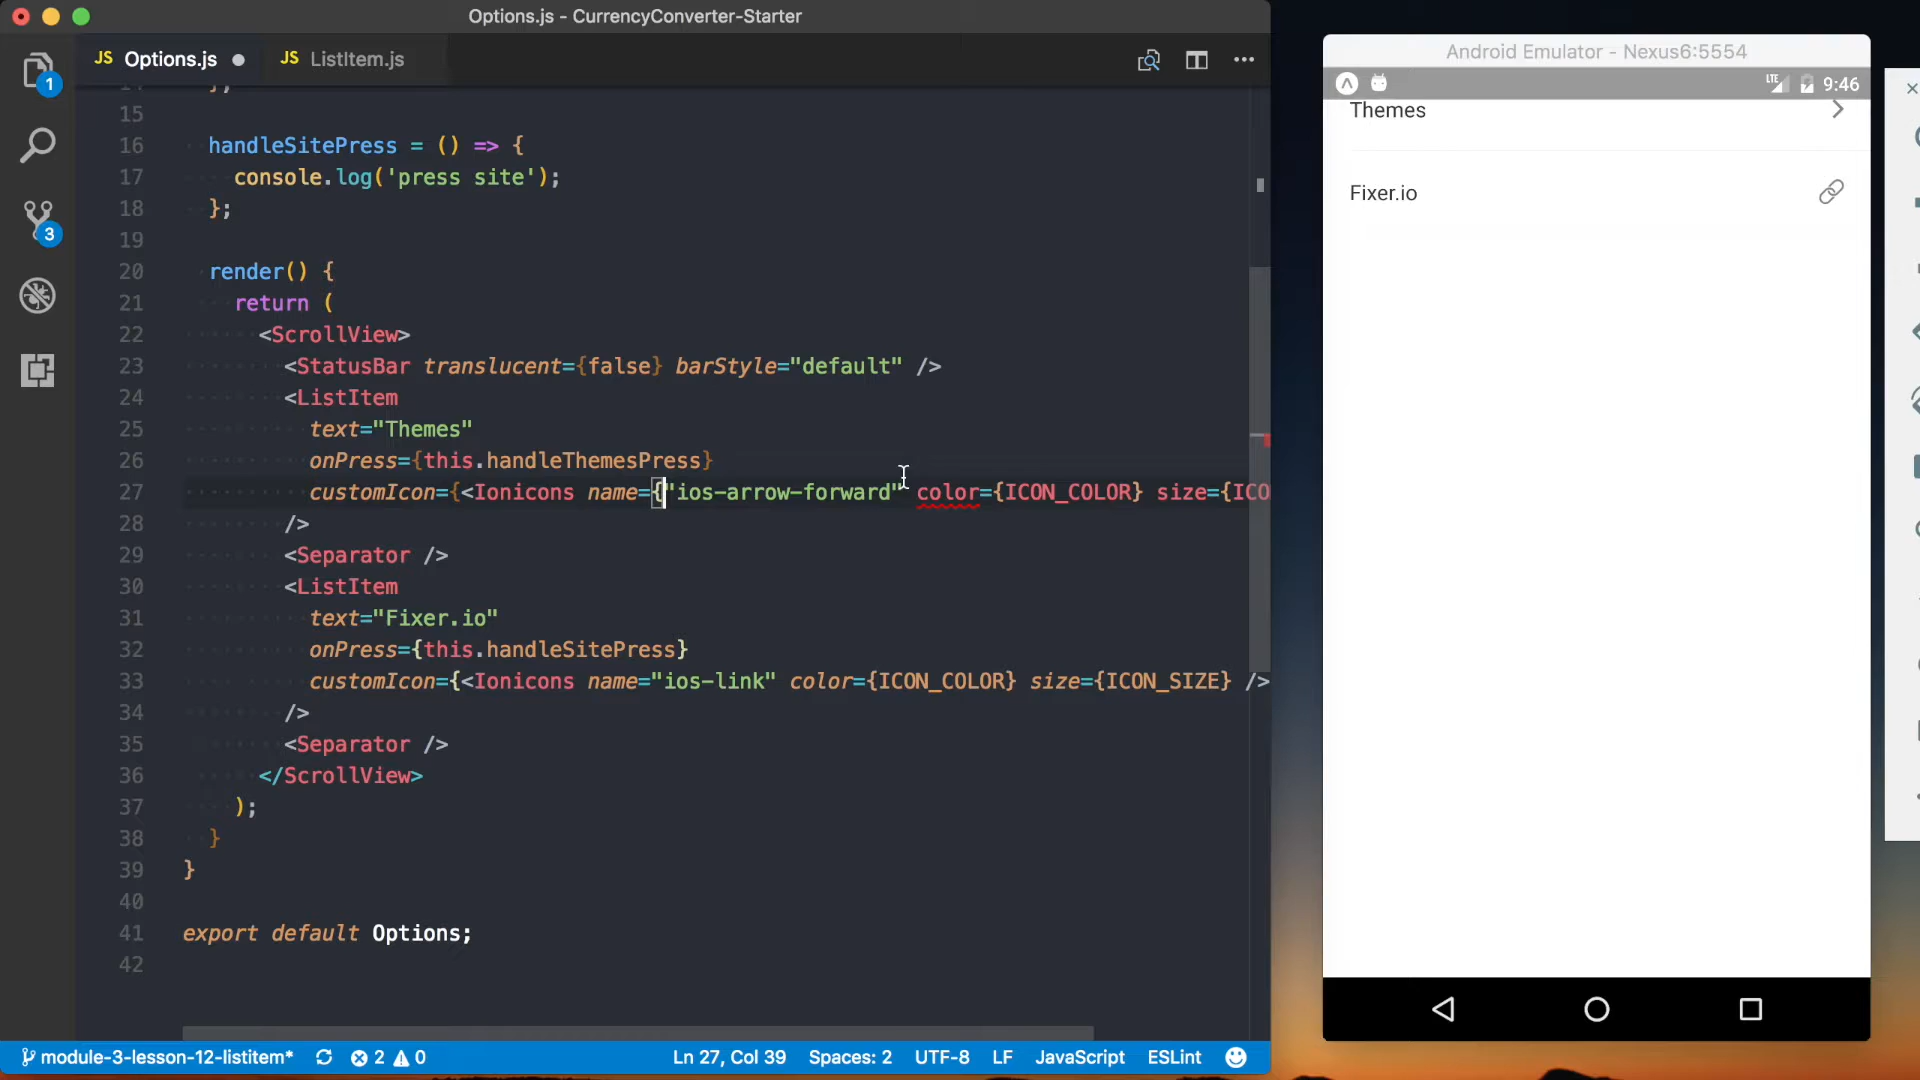 Options.js - CurrencyConverter-Starter
JS Options.js
JS ListItem.js
1
3
15
16 handleSitePress = () => {
17 console.log('press site');
18 };
19
20 render() {
21 return (
22 <ScrollView>
23 <StatusBar translucent={false} barStyle="default" />
24 <ListItem
25 text="Themes"
26 onPress={this.handleThemesPress}
27 customIcon={<Ionicons name={"ios-arrow-forward" color={ICON_COLOR} size={ICO
28 />
29 <Separator />
30 <ListItem
31 text="Fixer.io"
32 onPress={this.handleSitePress}
33 customIcon={<Ionicons name="ios-link" color={ICON_COLOR} size={ICON_SIZE} />
34 />
35 <Separator />
36 </ScrollView>
37 );
38 }
39 }
40
41 export default Options;
42
module-3-lesson-12-listitem* 2 0 Ln 27, Col 39 Spaces: 2 UTF-8 LF JavaScript ESLint
Android Emulator - Nexus6:5554
LTE 9:46
Themes
Fixer.io